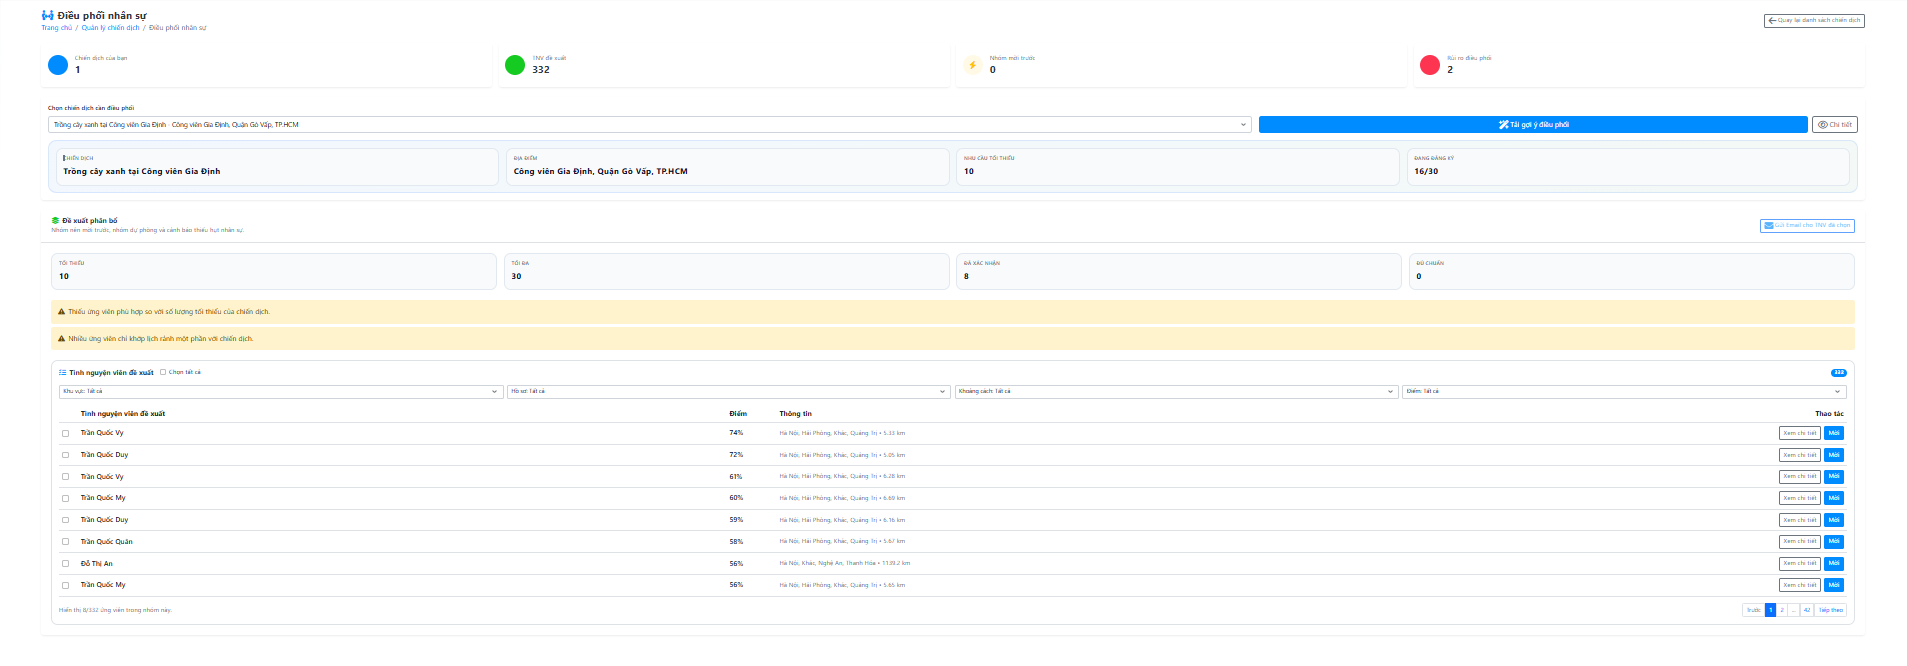 Điều phối nhân sự
Trang chủ / Quản lý chiến dịch / Điều phối nhân sự
Quay lại danh sách chiến dịch
Chiến dịch của bạn
1
TNV đề xuất
332
Nhóm mời trước
0
Rủi ro điều phối
2
Chọn chiến dịch cần điều phối
Trồng cây xanh tại Công viên Gia Định - Công viên Gia Định, Quận Gò Vấp, TP.HCM
Tải gợi ý điều phối
Chi tiết
CHIẾN DỊCH
Trồng cây xanh tại Công viên Gia Định
ĐỊA ĐIỂM
Công viên Gia Định, Quận Gò Vấp, TP.HCM
NHU CẦU TỐI THIỂU
10
ĐANG ĐĂNG KÝ
16/30
Đề xuất phân bổ
Nhóm nên mời trước, nhóm dự phòng và cảnh báo thiếu hụt nhân sự.
Gửi Email cho TNV đã chọn
TỐI THIỂU
10
TỐI ĐA
30
ĐÃ XÁC NHẬN
8
ĐỦ CHUẨN
0
Thiếu ứng viên phù hợp so với số lượng tối thiểu của chiến dịch.
Nhiều ứng viên chỉ khớp lịch rảnh một phần với chiến dịch.
Tình nguyện viên đề xuất
Chọn tất cả
332
Khu vực: Tất cả
Hồ sơ: Tất cả
Khoảng cách: Tất cả
Điểm: Tất cả
Tình nguyện viên đề xuất Điểm Thông tin Thao tác
Trần Quốc Vy 74% Hà Nội, Hải Phòng, Khác, Quảng Trị • 5.33 km Xem chi tiết Mời
Trần Quốc Duy 72% Hà Nội, Hải Phòng, Khác, Quảng Trị • 5.05 km Xem chi tiết Mời
Trần Quốc Vy 61% Hà Nội, Hải Phòng, Khác, Quảng Trị • 6.28 km Xem chi tiết Mời
Trần Quốc My 60% Hà Nội, Hải Phòng, Khác, Quảng Trị • 6.69 km Xem chi tiết Mời
Trần Quốc Duy 59% Hà Nội, Hải Phòng, Khác, Quảng Trị • 6.16 km Xem chi tiết Mời
Trần Quốc Quân 58% Hà Nội, Hải Phòng, Khác, Quảng Trị • 5.67 km Xem chi tiết Mời
Đỗ Thị An 56% Hà Nội, Khác, Nghệ An, Thanh Hóa • 1139.2 km Xem chi tiết Mời
Trần Quốc My 56% Hà Nội, Hải Phòng, Khác, Quảng Trị • 5.65 km Xem chi tiết Mời
Hiển thị 8/332 ứng viên trong nhóm này.
Trước 1 2 ... 42 Tiếp theo